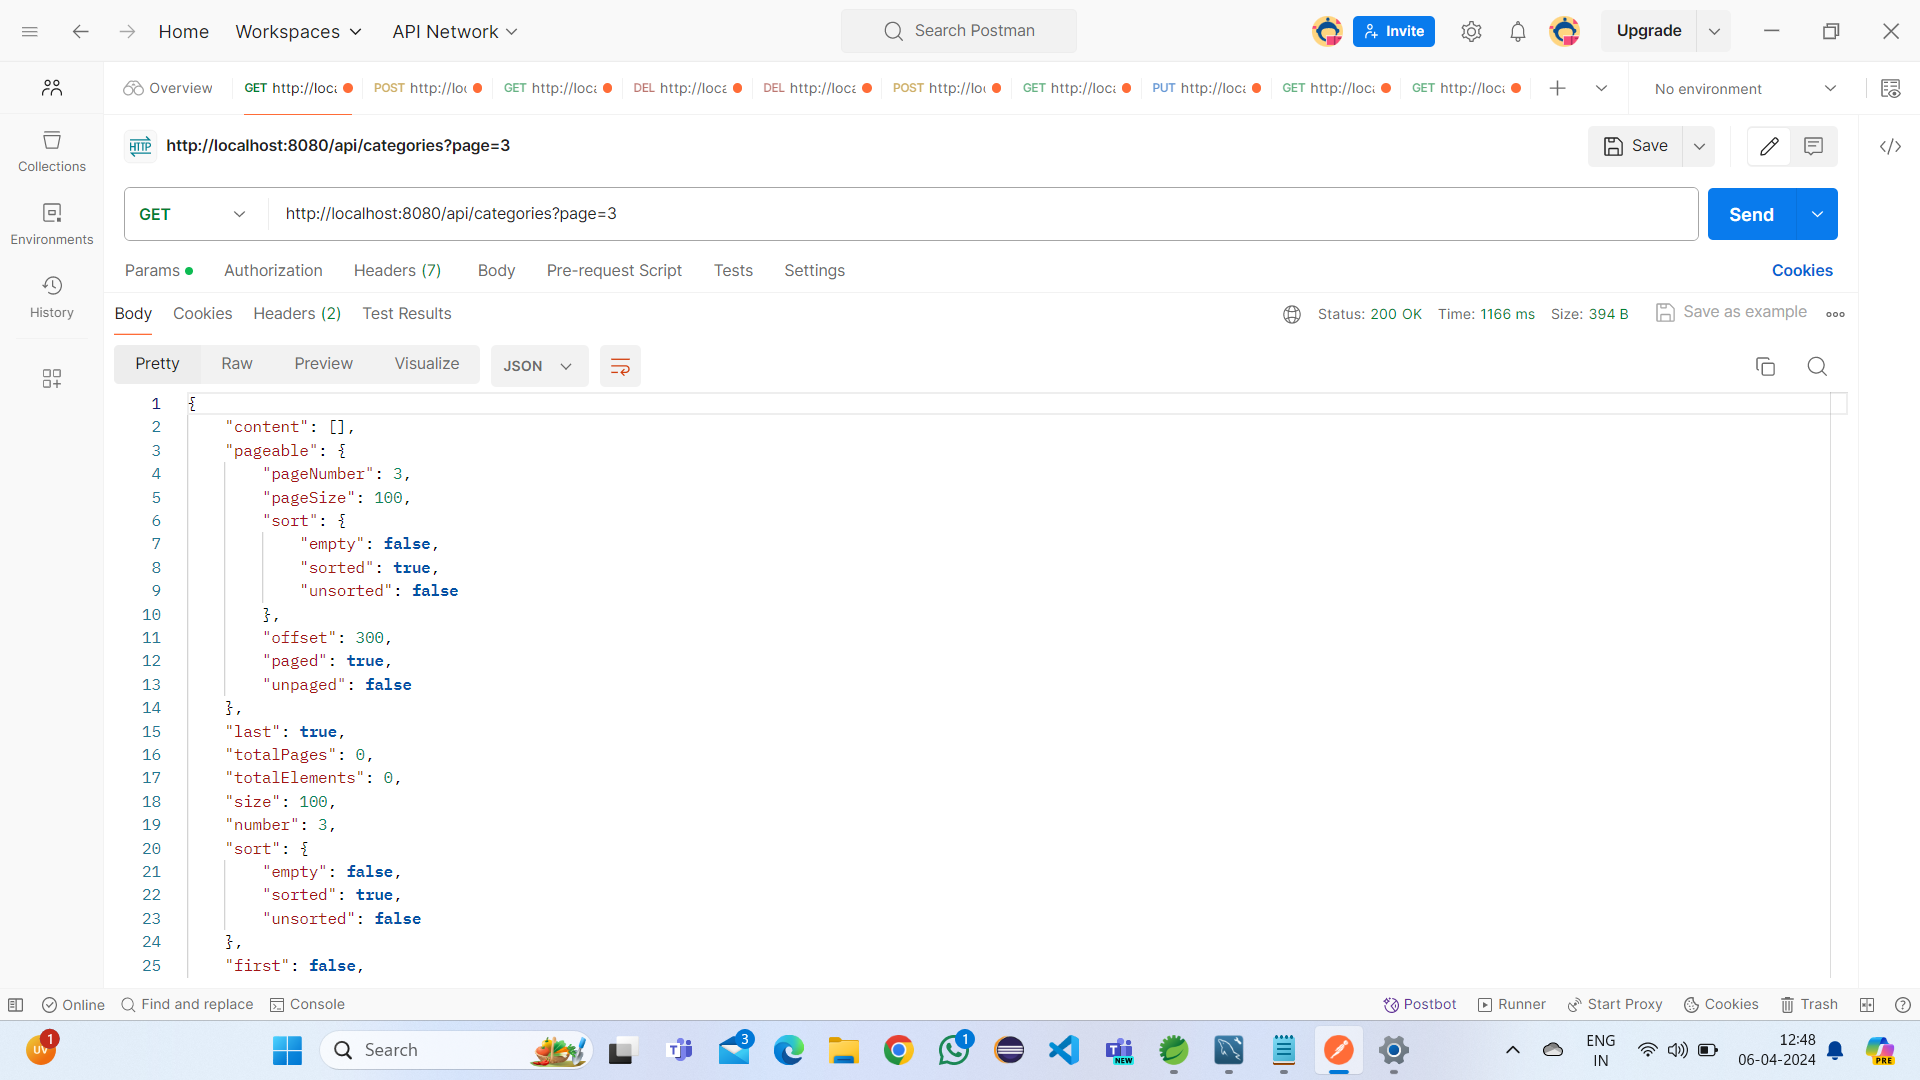 Home
Workspaces
API Network
Search Postman
Invite
Upgrade
Overview
GET http://loca
POST http://loc
GET http://loca
DEL http://loca
DEL http://loca
POST http://loc
GET http://loca
PUT http://loca
GET http://loca
GET http://loca
No environment
Collections
Environments
History
HTTP
http://localhost:8080/api/categories?page=3
Save
GET
http://localhost:8080/api/categories?page=3
Send
Params
Authorization
Headers (7)
Body
Pre-request Script
Tests
Settings
Cookies
Body
Cookies
Headers (2)
Test Results
Status: 200 OK
Time: 1166 ms
Size: 394 B
Save as example
Pretty
Raw
Preview
Visualize
JSON
1 {
2 "content": [],
3 "pageable": {
4 "pageNumber": 3,
5 "pageSize": 100,
6 "sort": {
7 "empty": false,
8 "sorted": true,
9 "unsorted": false
10 },
11 "offset": 300,
12 "paged": true,
13 "unpaged": false
14 },
15 "last": true,
16 "totalPages": 0,
17 "totalElements": 0,
18 "size": 100,
19 "number": 3,
20 "sort": {
21 "empty": false,
22 "sorted": true,
23 "unsorted": false
24 },
25 "first": false,
Online
Find and replace
Console
Postbot
Runner
Start Proxy
Cookies
Trash
UV
1
Search
3
1
NEW
ENG
IN
12:48
06-04-2024
PRE